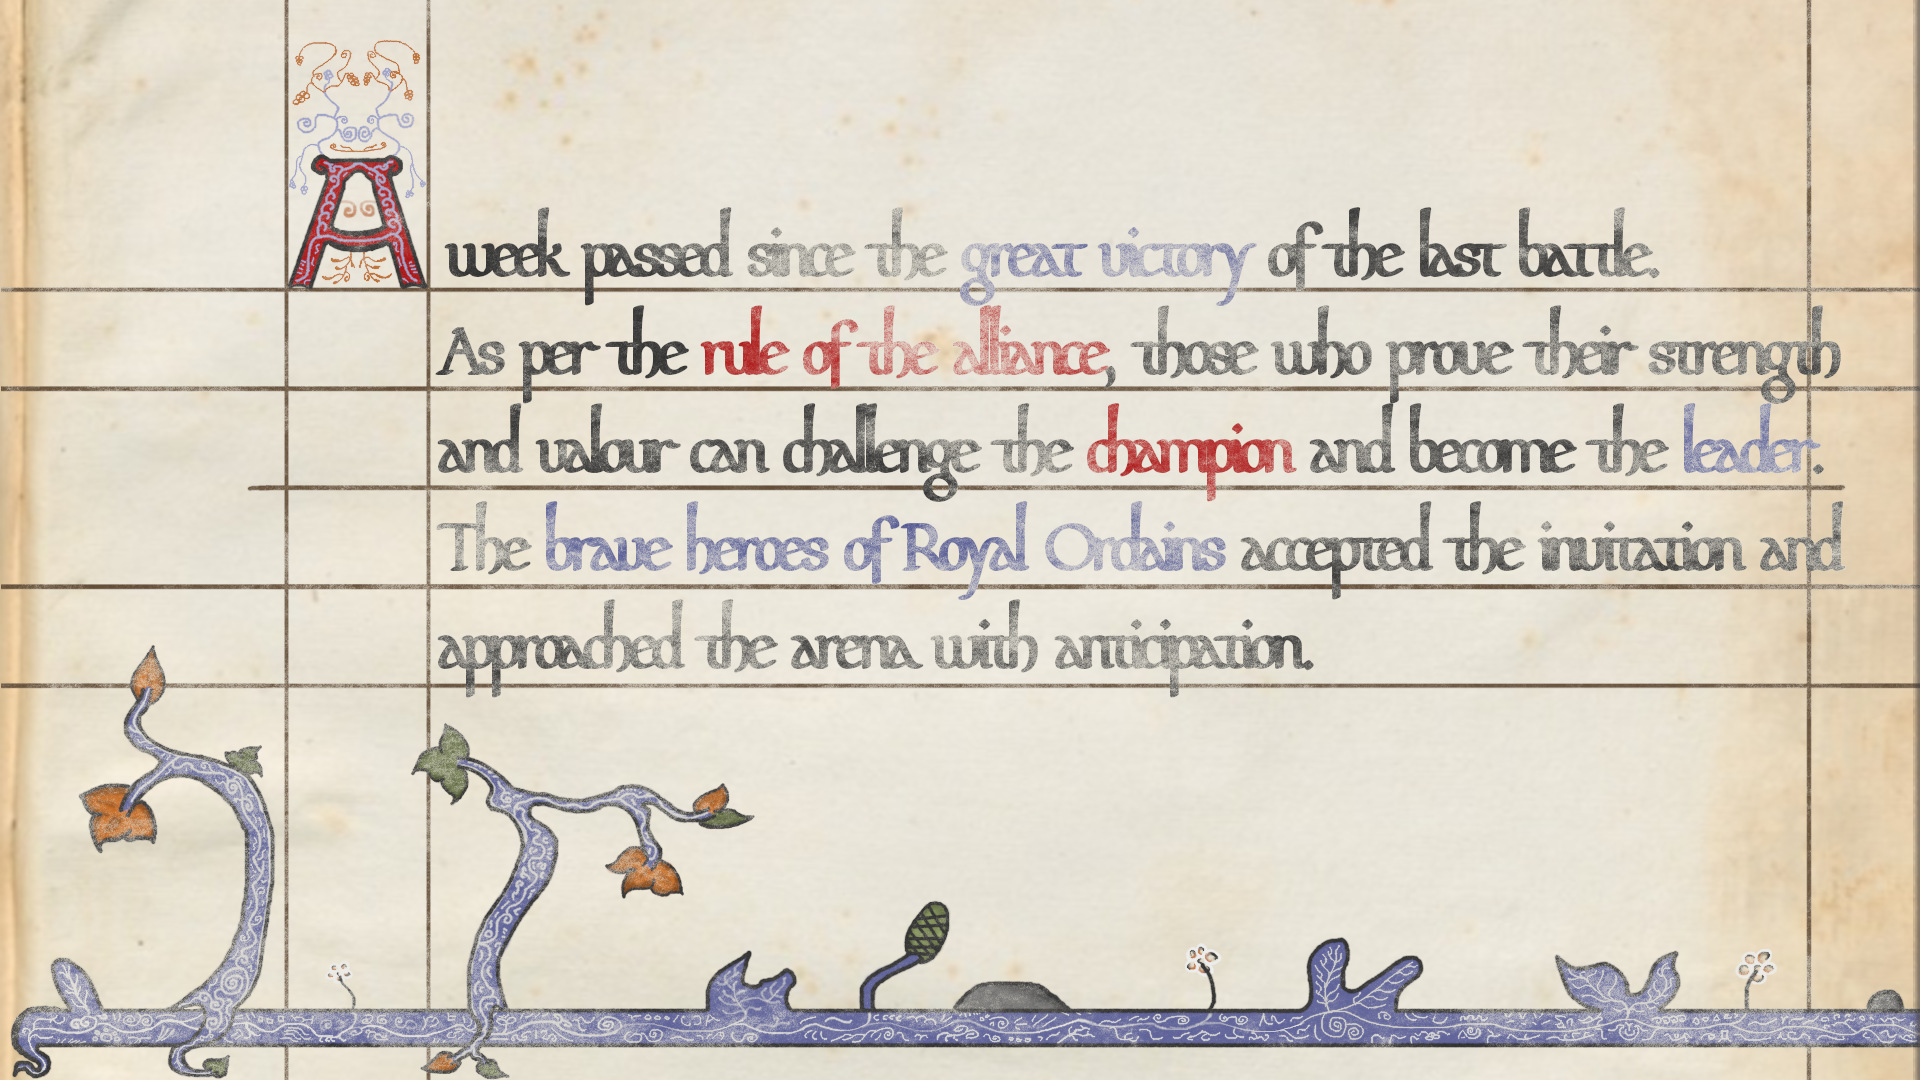 A week passed since the great victory of the last battle.
As per the rule of the alliance, those who prove their strength
and valour can challenge the champion and become the leader.
The brave heroes of Royal Ordains accepted the invitation and
approached the arena with anticipation.